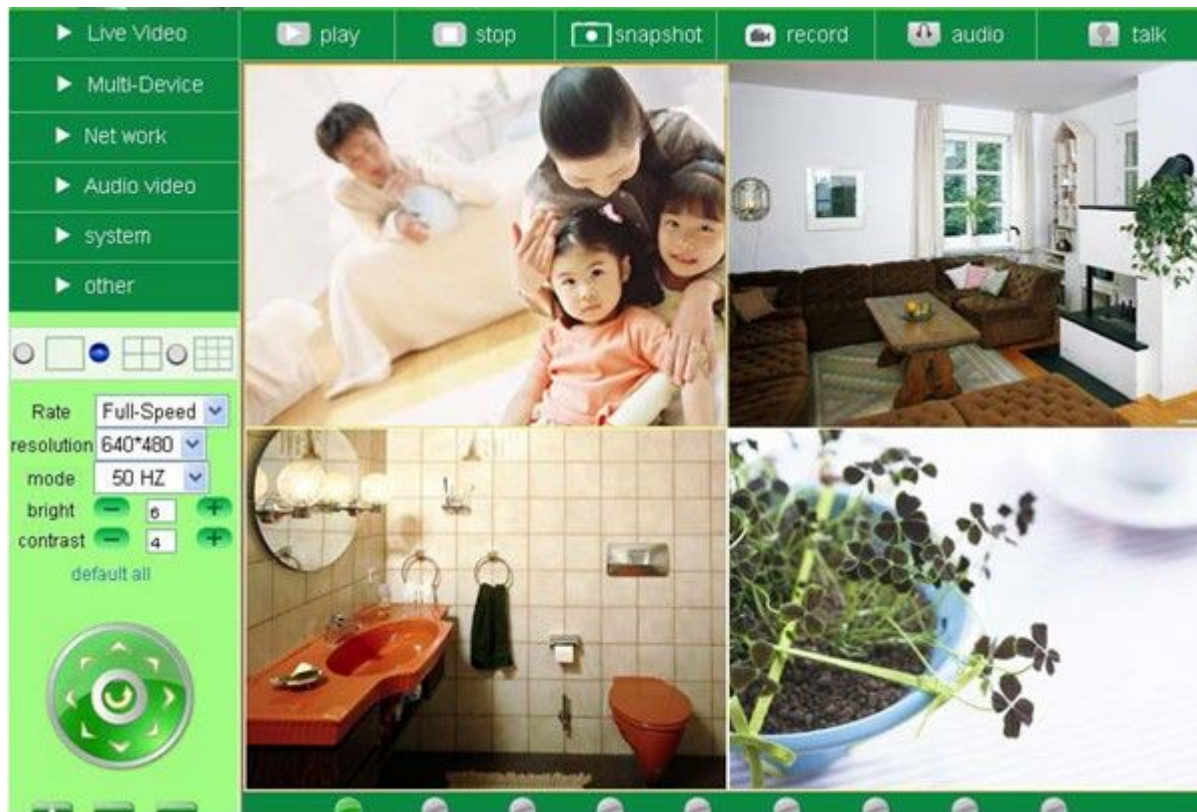 Live Video
play
stop
snapshot
record
audio
talk
Multi-Device
Net work
Audio video
system
other
Rate Full-Speed
resolution 640*480
mode 50 HZ
bright 6
contrast 4
default all